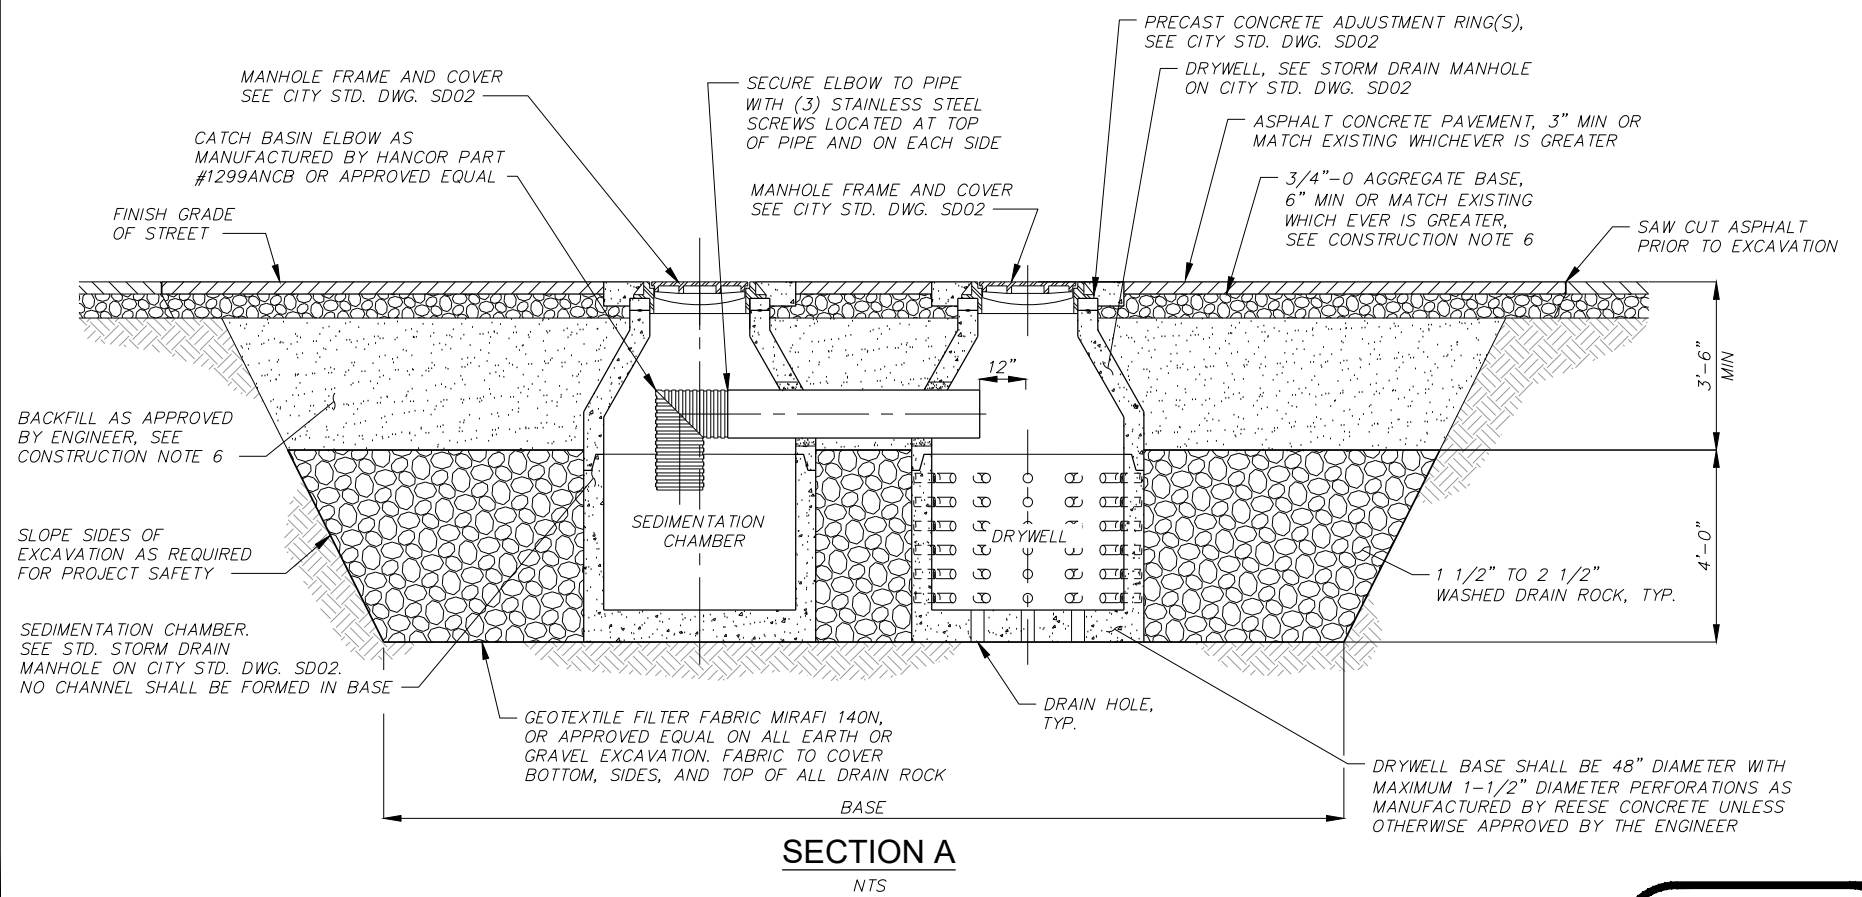 PRECAST CONCRETE ADJUSTMENT RING(S),
SEE CITY STD. DWG. SD02
MANHOLE FRAME AND COVER
SEE CITY STD. DWG. SD02
SECURE ELBOW TO PIPE
WITH (3) STAINLESS STEEL
SCREWS LOCATED AT TOP
OF PIPE AND ON EACH SIDE
DRYWELL, SEE STORM DRAIN MANHOLE
ON CITY STD. DWG. SD02
CATCH BASIN ELBOW AS
MANUFACTURED BY HANCOR PART
#1299ANCB OR APPROVED EQUAL
ASPHALT CONCRETE PAVEMENT, 3" MIN OR
MATCH EXISTING WHICHEVER IS GREATER
MANHOLE FRAME AND COVER
SEE CITY STD. DWG. SD02
3/4"-0 AGGREGATE BASE,
6" MIN OR MATCH EXISTING
WHICH EVER IS GREATER,
SEE CONSTRUCTION NOTE 6
FINISH GRADE
OF STREET
SAW CUT ASPHALT
PRIOR TO EXCAVATION
12"
3'-6"
MIN
BACKFILL AS APPROVED
BY ENGINEER, SEE
CONSTRUCTION NOTE 6
SEDIMENTATION
CHAMBER
DRYWELL
4'-0"
SLOPE SIDES OF
EXCAVATION AS REQUIRED
FOR PROJECT SAFETY
1 1/2" TO 2 1/2"
WASHED DRAIN ROCK, TYP.
SEDIMENTATION CHAMBER.
SEE STD. STORM DRAIN
MANHOLE ON CITY STD. DWG. SD02.
NO CHANNEL SHALL BE FORMED IN BASE
GEOTEXTILE FILTER FABRIC MIRAFI 140N,
OR APPROVED EQUAL ON ALL EARTH OR
GRAVEL EXCAVATION. FABRIC TO COVER
BOTTOM, SIDES, AND TOP OF ALL DRAIN ROCK
DRAIN HOLE,
TYP.
DRYWELL BASE SHALL BE 48" DIAMETER WITH
MAXIMUM 1-1/2" DIAMETER PERFORATIONS AS
MANUFACTURED BY REESE CONCRETE UNLESS
OTHERWISE APPROVED BY THE ENGINEER
BASE
SECTION A
NTS